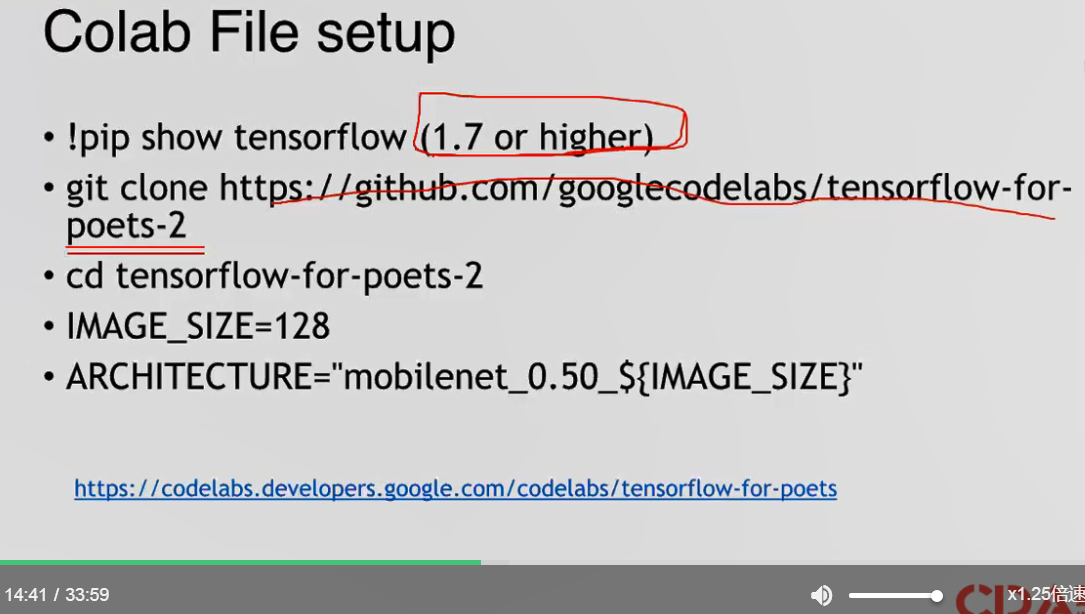 Colab File setup
• !pip show tensorflow (1.7 or higher)
• git clone https://github.com/googlecodelabs/tensorflow-for-
poets-2
• cd tensorflow-for-poets-2
• IMAGE_SIZE=128
• ARCHITECTURE="mobilenet_0.50_${IMAGE_SIZE}"
https://codelabs.developers.google.com/codelabs/tensorflow-for-poets
14:41 / 33:59
x1.25倍速